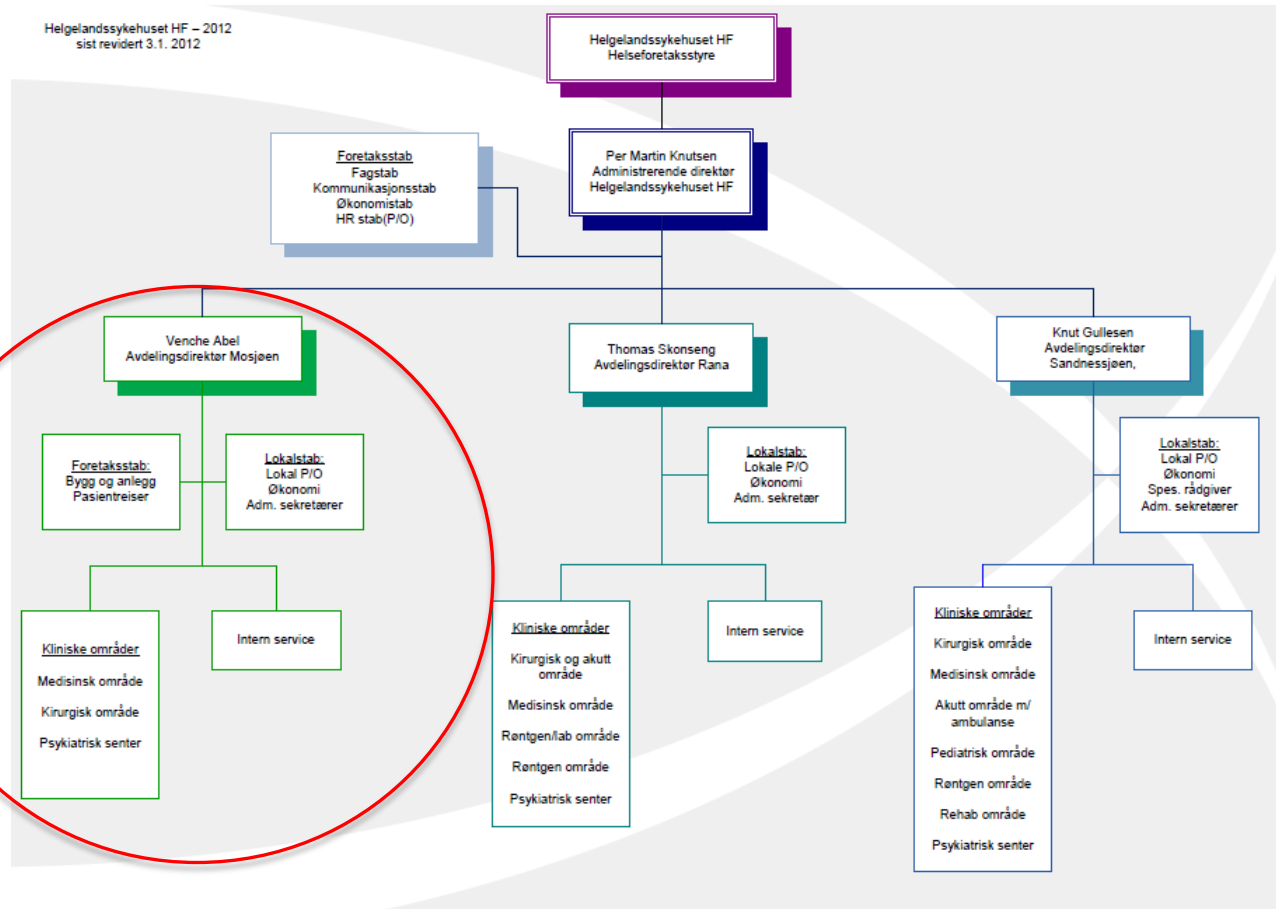 Helgelandssykehuset HF – 2012
sist revidert 3.1. 2012
Helgelandssykehuset HF
Helseforetaksstyre
Foretaksstab
Fagstab
Kommunikasjonsstab
Økonomistab
HR stab(P/O)
Per Martin Knutsen
Administrerende direktør
Helgelandssykehuset HF
Venche Abel
Avdelingsdirektør Mosjøen
Thomas Skonseng
Avdelingsdirektør Rana
Knut Gullesen
Avdelingsdirektør
Sandnessjøen,
Foretaksstab:
Bygg og anlegg
Pasientreiser
Lokalstab:
Lokal P/O
Økonomi
Adm. sekretærer
Lokalstab:
Lokale P/O
Økonomi
Adm. sekretær
Lokalstab:
Lokal P/O
Økonomi
Spes. rådgiver
Adm. sekretærer
Kliniske områder
Medisinsk område
Kirurgisk område
Psykiatrisk senter
Intern service
Kliniske områder
Kirurgisk og akutt
område
Medisinsk område
Røntgen/lab område
Røntgen område
Psykiatrisk senter
Intern service
Kliniske områder
Kirurgisk område
Medisinsk område
Akutt område m/
ambulanse
Pediatrisk område
Røntgen område
Rehab område
Psykiatrisk senter
Intern service